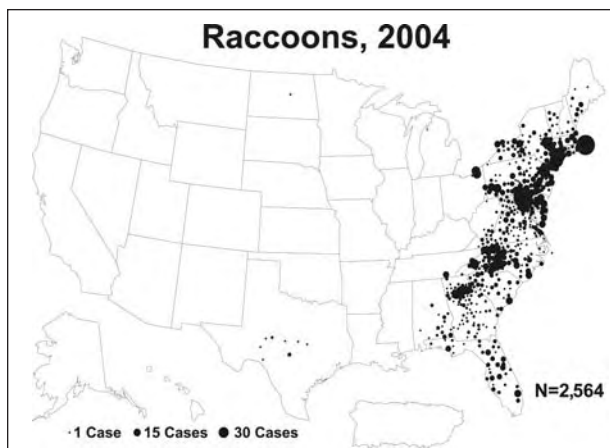 Raccoons, 2004
N=2,564
· 1 Case • 15 Cases ● 30 Cases